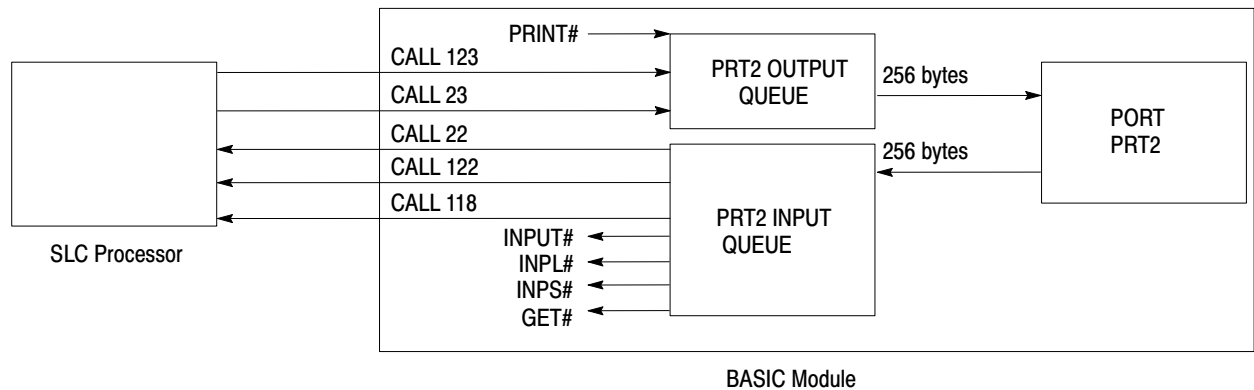 PRINT#
CALL 123
PRT2 OUTPUT
QUEUE
256 bytes
CALL 23
PORT
PRT2
CALL 22
256 bytes
CALL 122
CALL 118
PRT2 INPUT
QUEUE
INPUT#
INPL#
INPS#
GET#
SLC Processor
BASIC Module